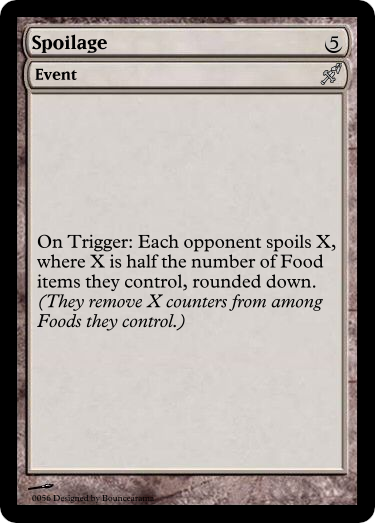 Spoilage 5
Event
On Trigger: Each opponent spoils X,
where X is half the number of Food
items they control, rounded down.
(They remove X counters from among
Foods they control.)
0056 Designed by